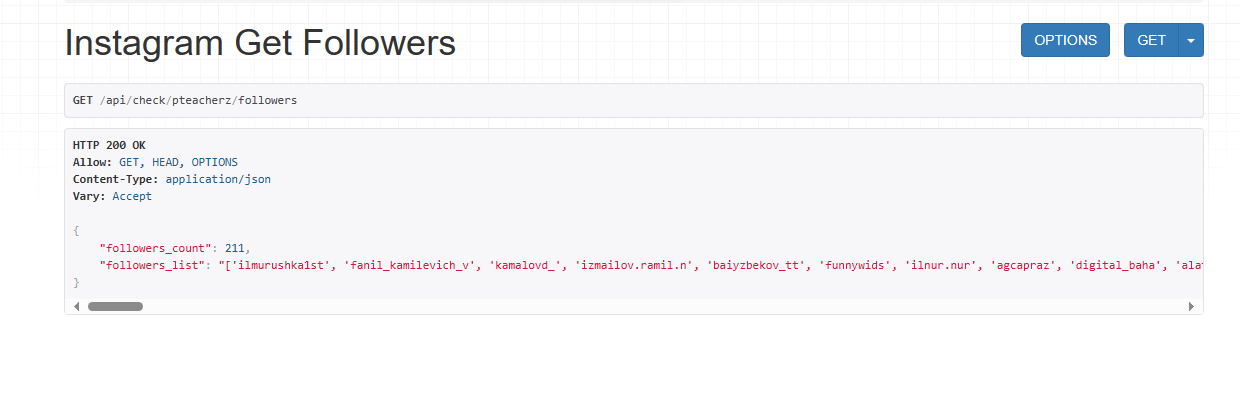 Instagram Get Followers
OPTIONS
GET
GET /api/check/pteacherz/followers
HTTP 200 OK
Allow: GET, HEAD, OPTIONS
Content-Type: application/json
Vary: Accept
{
"followers_count": 211,
"followers_list": "['ilmurushka1st', 'fanil_kamilevich_v', 'kamalovd_', 'izmailov.ramil.n', 'baiyzbekov_tt', 'funnywids', 'ilnur.nur', 'agcapraz', 'digital_baha', 'ala
}